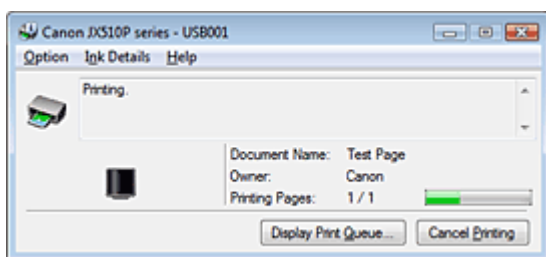 Canon JX510P series - USB001
Option Ink Details Help
Printing.
Document Name: Test Page
Owner: Canon
Printing Pages: 1 / 1
Display Print Queue... Cancel Printing